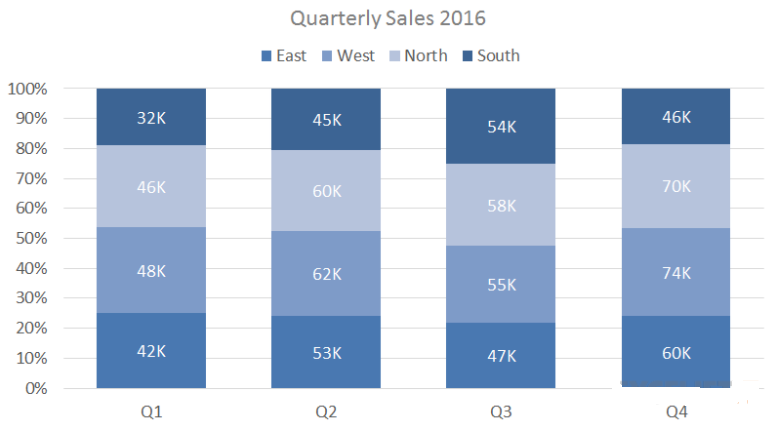 Quarterly Sales 2016
East West North South
100%
90%
80%
70%
60%
50%
40%
30%
20%
10%
0%
32K 45K 54K 46K
46K 60K 58K 70K
48K 62K 55K 74K
42K 53K 47K 60K
Q1 Q2 Q3 Q4